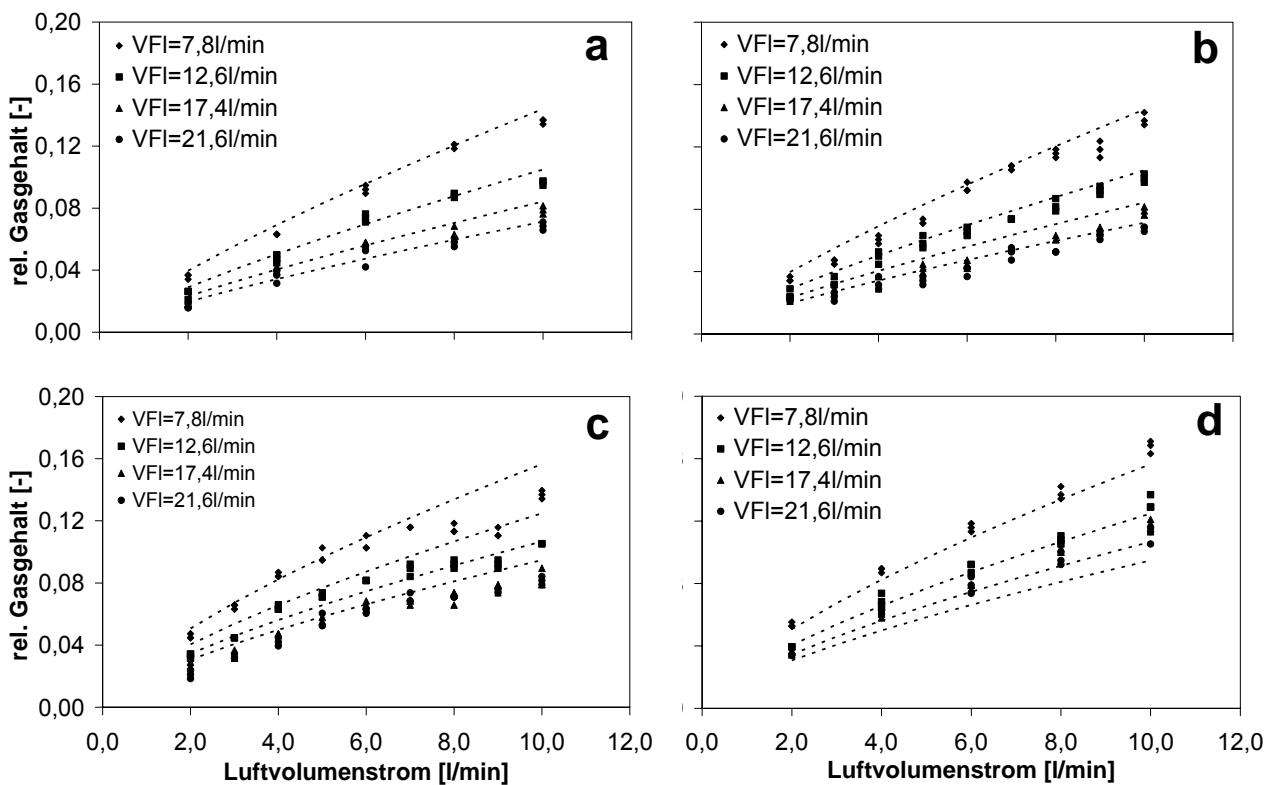 0,20
0,16
0,12
0,08
0,04
0,00
rel. Gasgehalt [-]
VFl=7,8l/min
VFl=12,6l/min
VFl=17,4l/min
VFl=21,6l/min
a
VFl=7,8l/min
VFl=12,6l/min
VFl=17,4l/min
VFl=21,6l/min
b
0,20
0,16
0,12
0,08
0,04
0,00
rel. Gasgehalt [-]
VFl=7,8l/min
VFl=12,6l/min
VFl=17,4l/min
VFl=21,6l/min
c
0,0 2,0 4,0 6,0 8,0 10,0 12,0
Luftvolumenstrom [l/min]
VFl=7,8l/min
VFl=12,6l/min
VFl=17,4l/min
VFl=21,6l/min
d
0,0 2,0 4,0 6,0 8,0 10,0 12,0
Luftvolumenstrom [l/min]